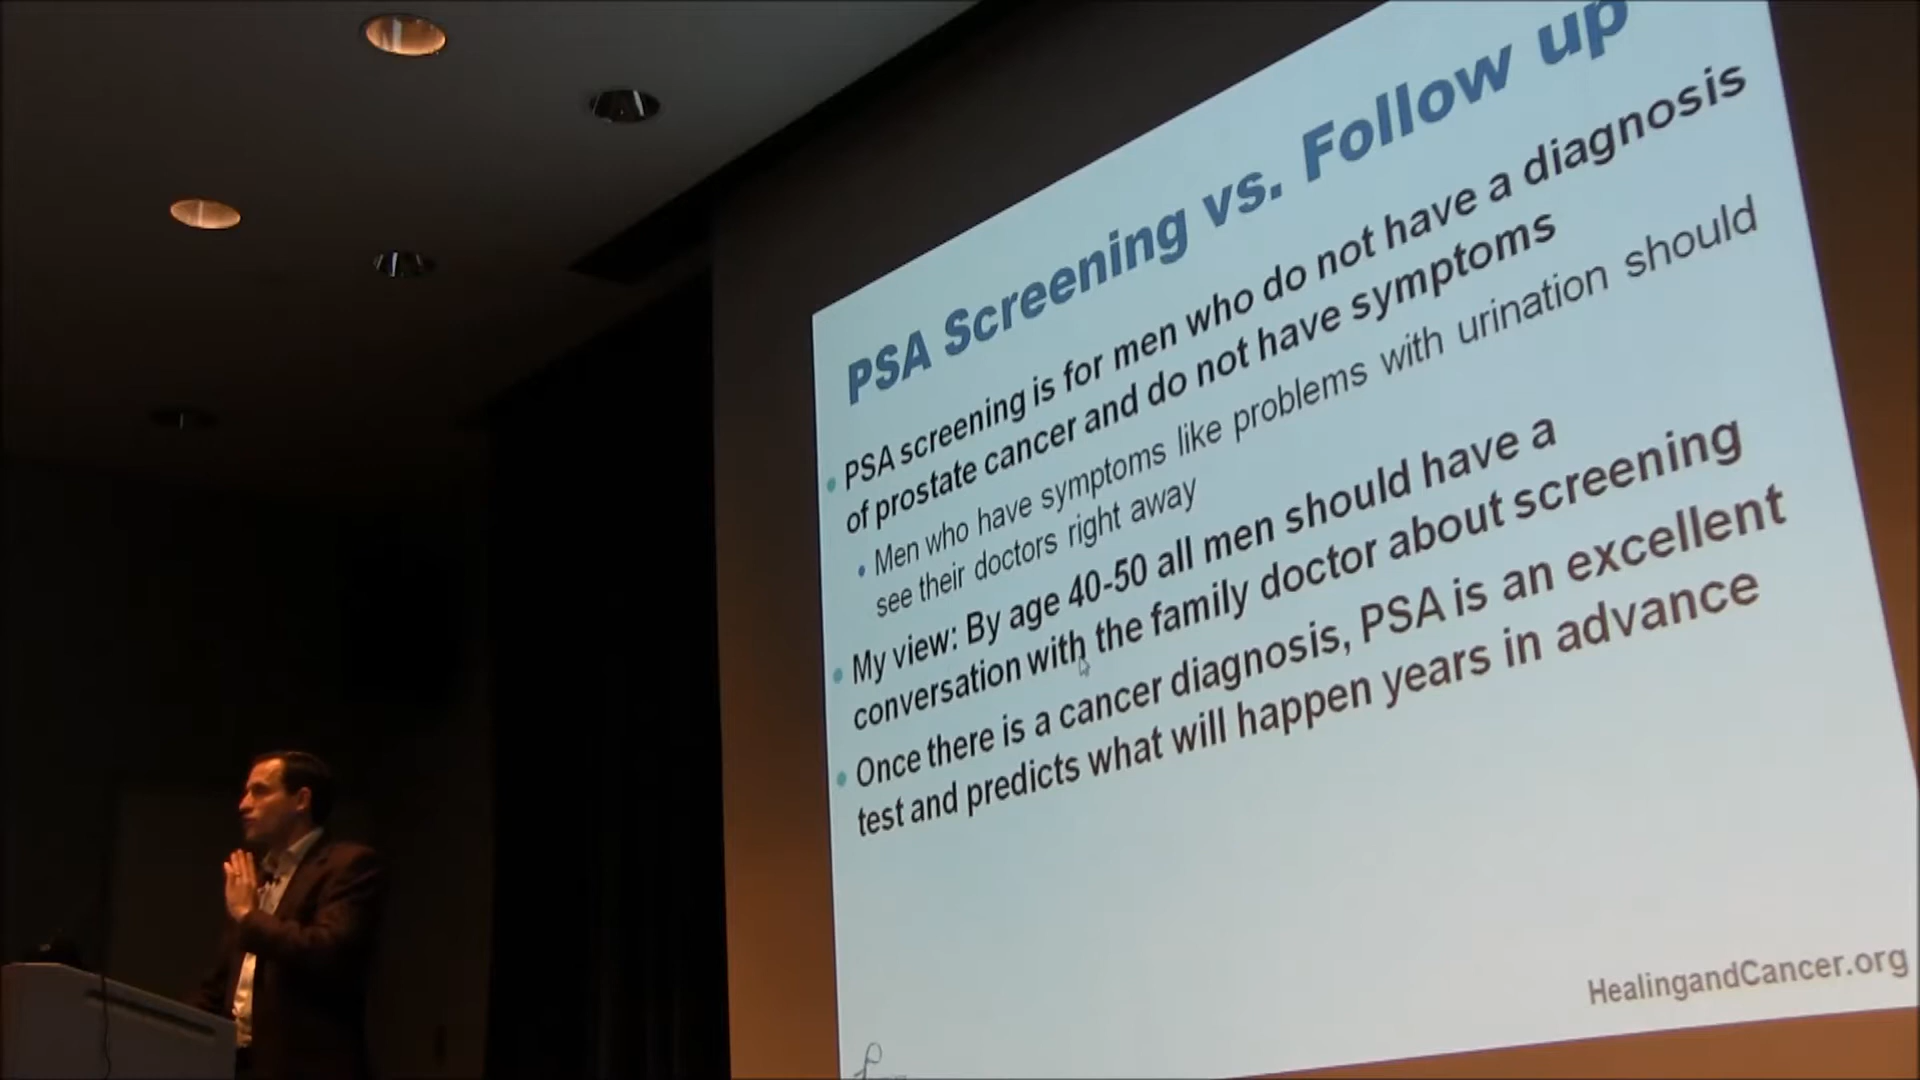 PSA Screening vs. Follow up
• PSA screening is for men who do not have a diagnosis
of prostate cancer and do not have symptoms
• Men who have symptoms like problems with urination should
see their doctors right away
• My view: By age 40-50 all men should have a
conversation with the family doctor about screening
• Once there is a cancer diagnosis, PSA is an excellent
test and predicts what will happen years in advance
HealingandCancer.org